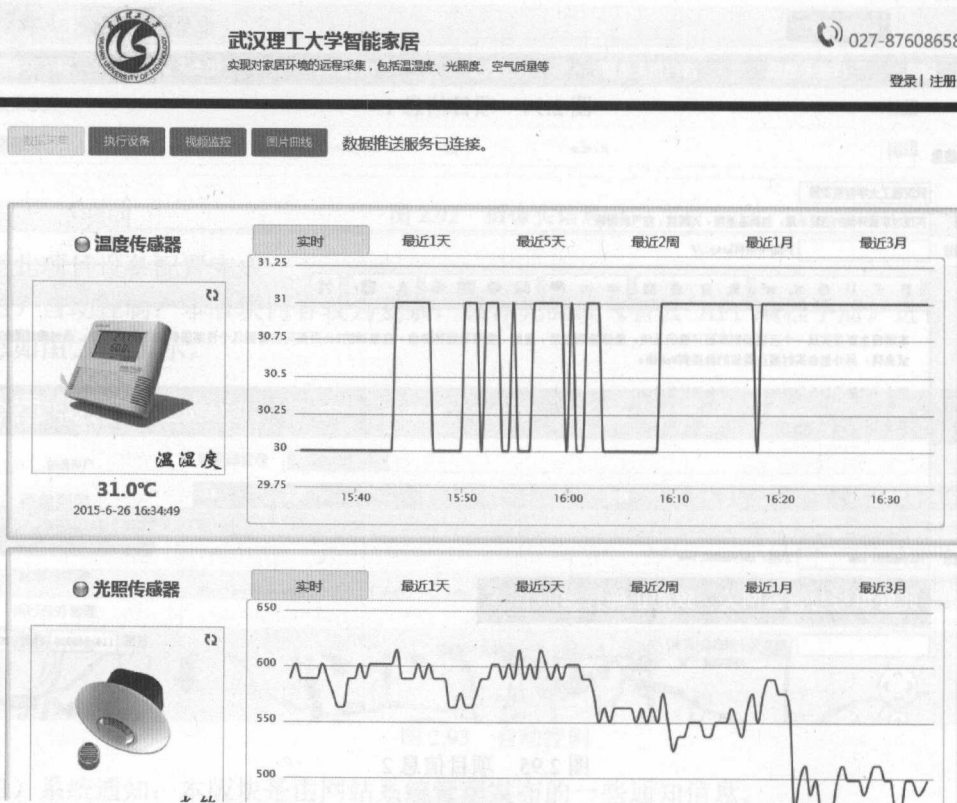 武汉理工大学智能家居
实现对家居环境的远程采集，包括温湿度、光照度、空气质量等
027-87608658
登录 | 注册
数据采集 执行设备 视频监控 图片曲线 数据推送服务已连接。
温度传感器
实时 最近1天 最近5天 最近2周 最近1月 最近3月
31.25
31
30.75
30.5
30.25
30
29.75
15:40 15:50 16:00 16:10 16:20 16:30
温湿度
31.0℃
2015-6-26 16:34:49
光照传感器
实时 最近1天 最近5天 最近2周 最近1月 最近3月
650
600
550
500